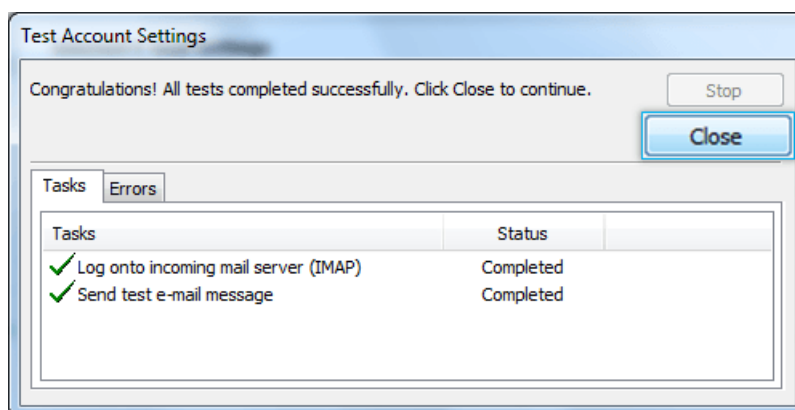 Test Account Settings
Congratulations! All tests completed successfully. Click Close to continue.
Stop
Close
Tasks
Errors
Tasks Status
Log onto incoming mail server (IMAP) Completed
Send test e-mail message Completed